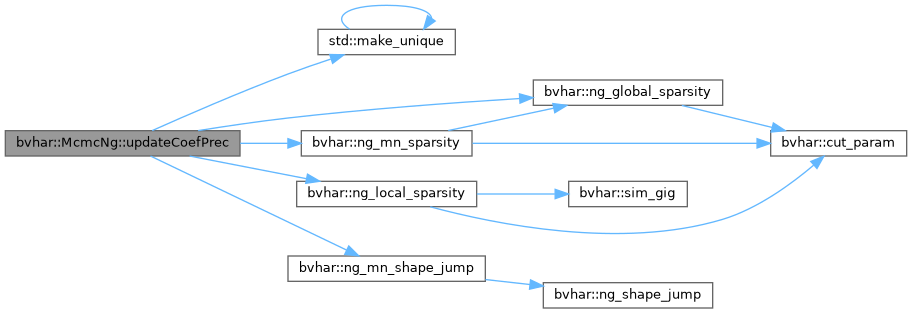 std::make_unique
bvhar::ng_global_sparsity
bvhar::McmcNg::updateCoefPrec
bvhar::ng_mn_sparsity
bvhar::cut_param
bvhar::ng_local_sparsity
bvhar::sim_gig
bvhar::ng_mn_shape_jump
bvhar::ng_shape_jump